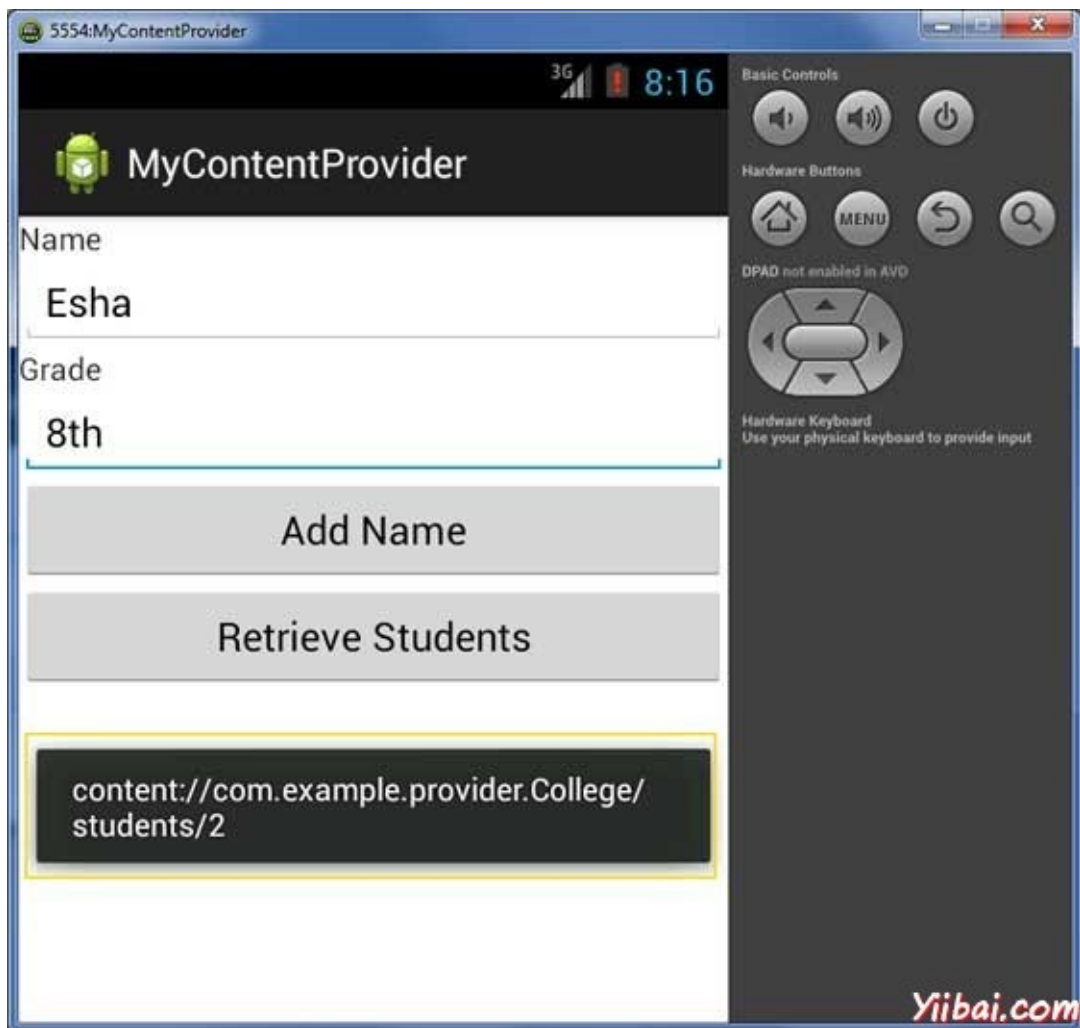 5554:MyContentProvider
3G 8:16
MyContentProvider
Name
Esha
Grade
8th
Add Name
Retrieve Students
content://com.example.provider.College/
students/2
Basic Controls
Hardware Buttons
MENU
DPAD not enabled in AVD
Hardware Keyboard
Use your physical keyboard to provide input
Yiibai.com